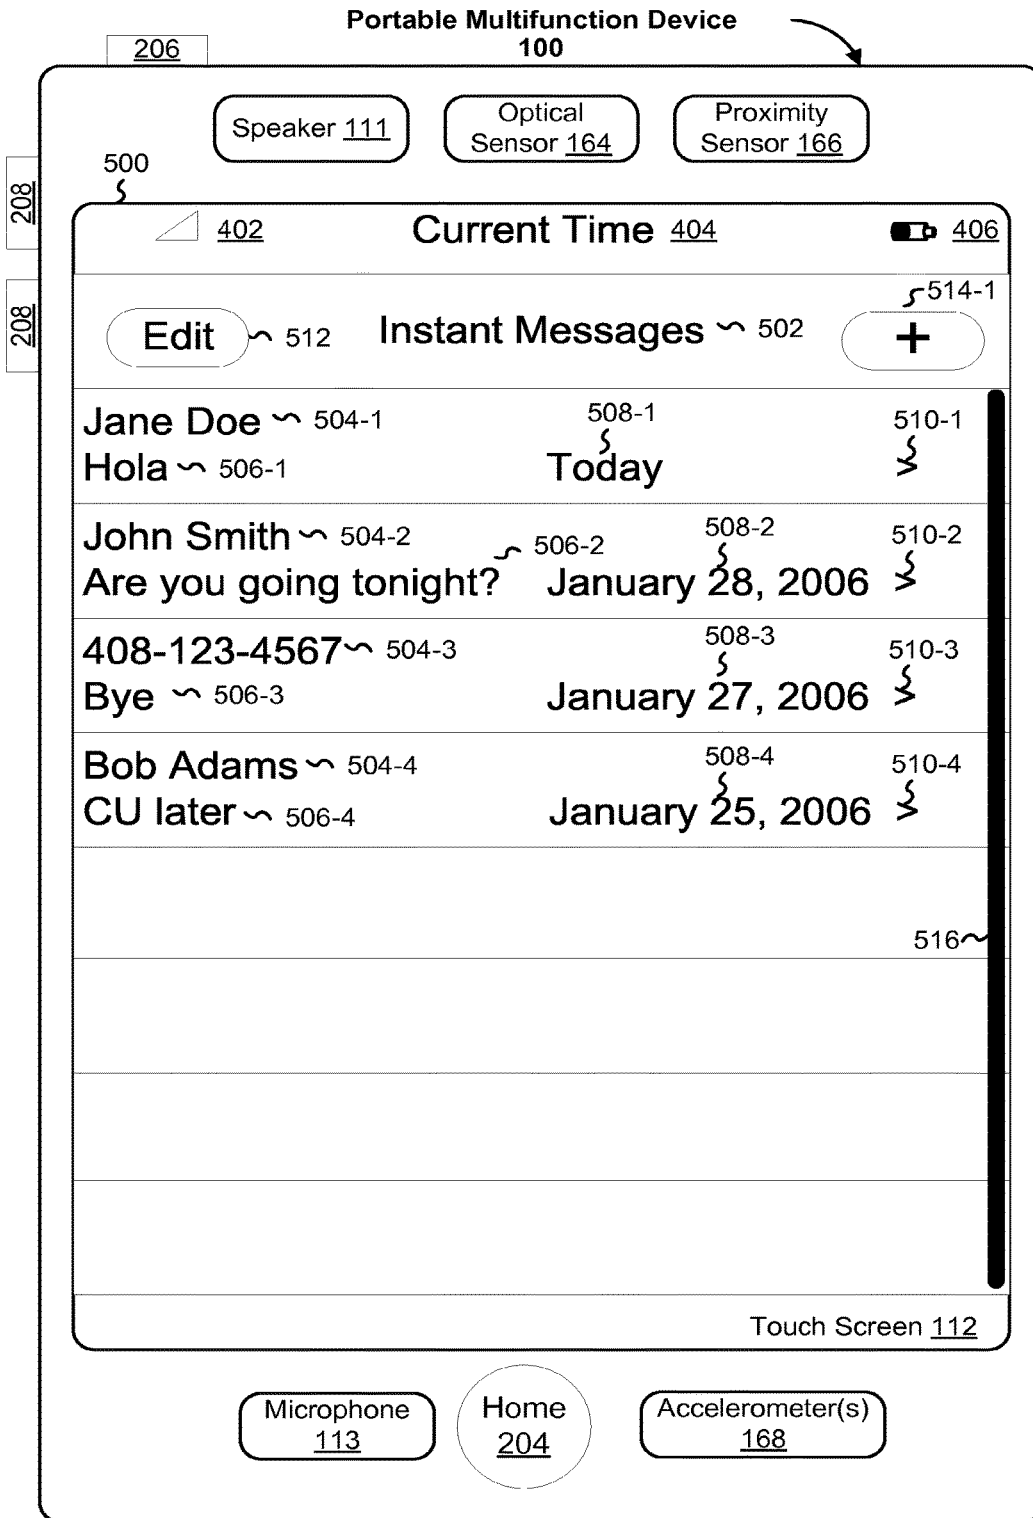 Portable Multifunction Device
100
206
Speaker 111
Optical
Sensor 164
Proximity
Sensor 166
208
500
402 Current Time 404 406
208
514-1
Edit 512 Instant Messages 502 +
Jane Doe 504-1 508-1 510-1
Hola 506-1 Today >
John Smith 504-2 506-2 508-2 510-2
Are you going tonight? January 28, 2006 >
408-123-4567 504-3 508-3 510-3
Bye 506-3 January 27, 2006 >
Bob Adams 504-4 508-4 510-4
CU later 506-4 January 25, 2006 >
516
Touch Screen 112
Microphone
113
Home
204
Accelerometer(s)
168